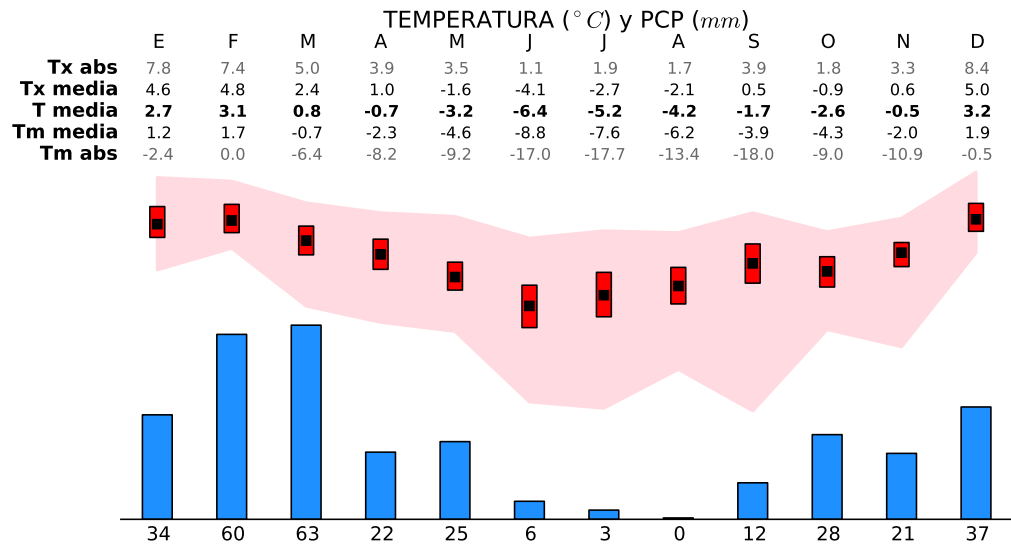 TEMPERATURA (°C) y PCP (mm)
E F M A M J J A S O N D
Tx abs 7.8 7.4 5.0 3.9 3.5 1.1 1.9 1.7 3.9 1.8 3.3 8.4
Tx media 4.6 4.8 2.4 1.0 -1.6 -4.1 -2.7 -2.1 0.5 -0.9 0.6 5.0
T media 2.7 3.1 0.8 -0.7 -3.2 -6.4 -5.2 -4.2 -1.7 -2.6 -0.5 3.2
Tm media 1.2 1.7 -0.7 -2.3 -4.6 -8.8 -7.6 -6.2 -3.9 -4.3 -2.0 1.9
Tm abs -2.4 0.0 -6.4 -8.2 -9.2 -17.0 -17.7 -13.4 -18.0 -9.0 -10.9 -0.5
34 60 63 22 25 6 3 0 12 28 21 37